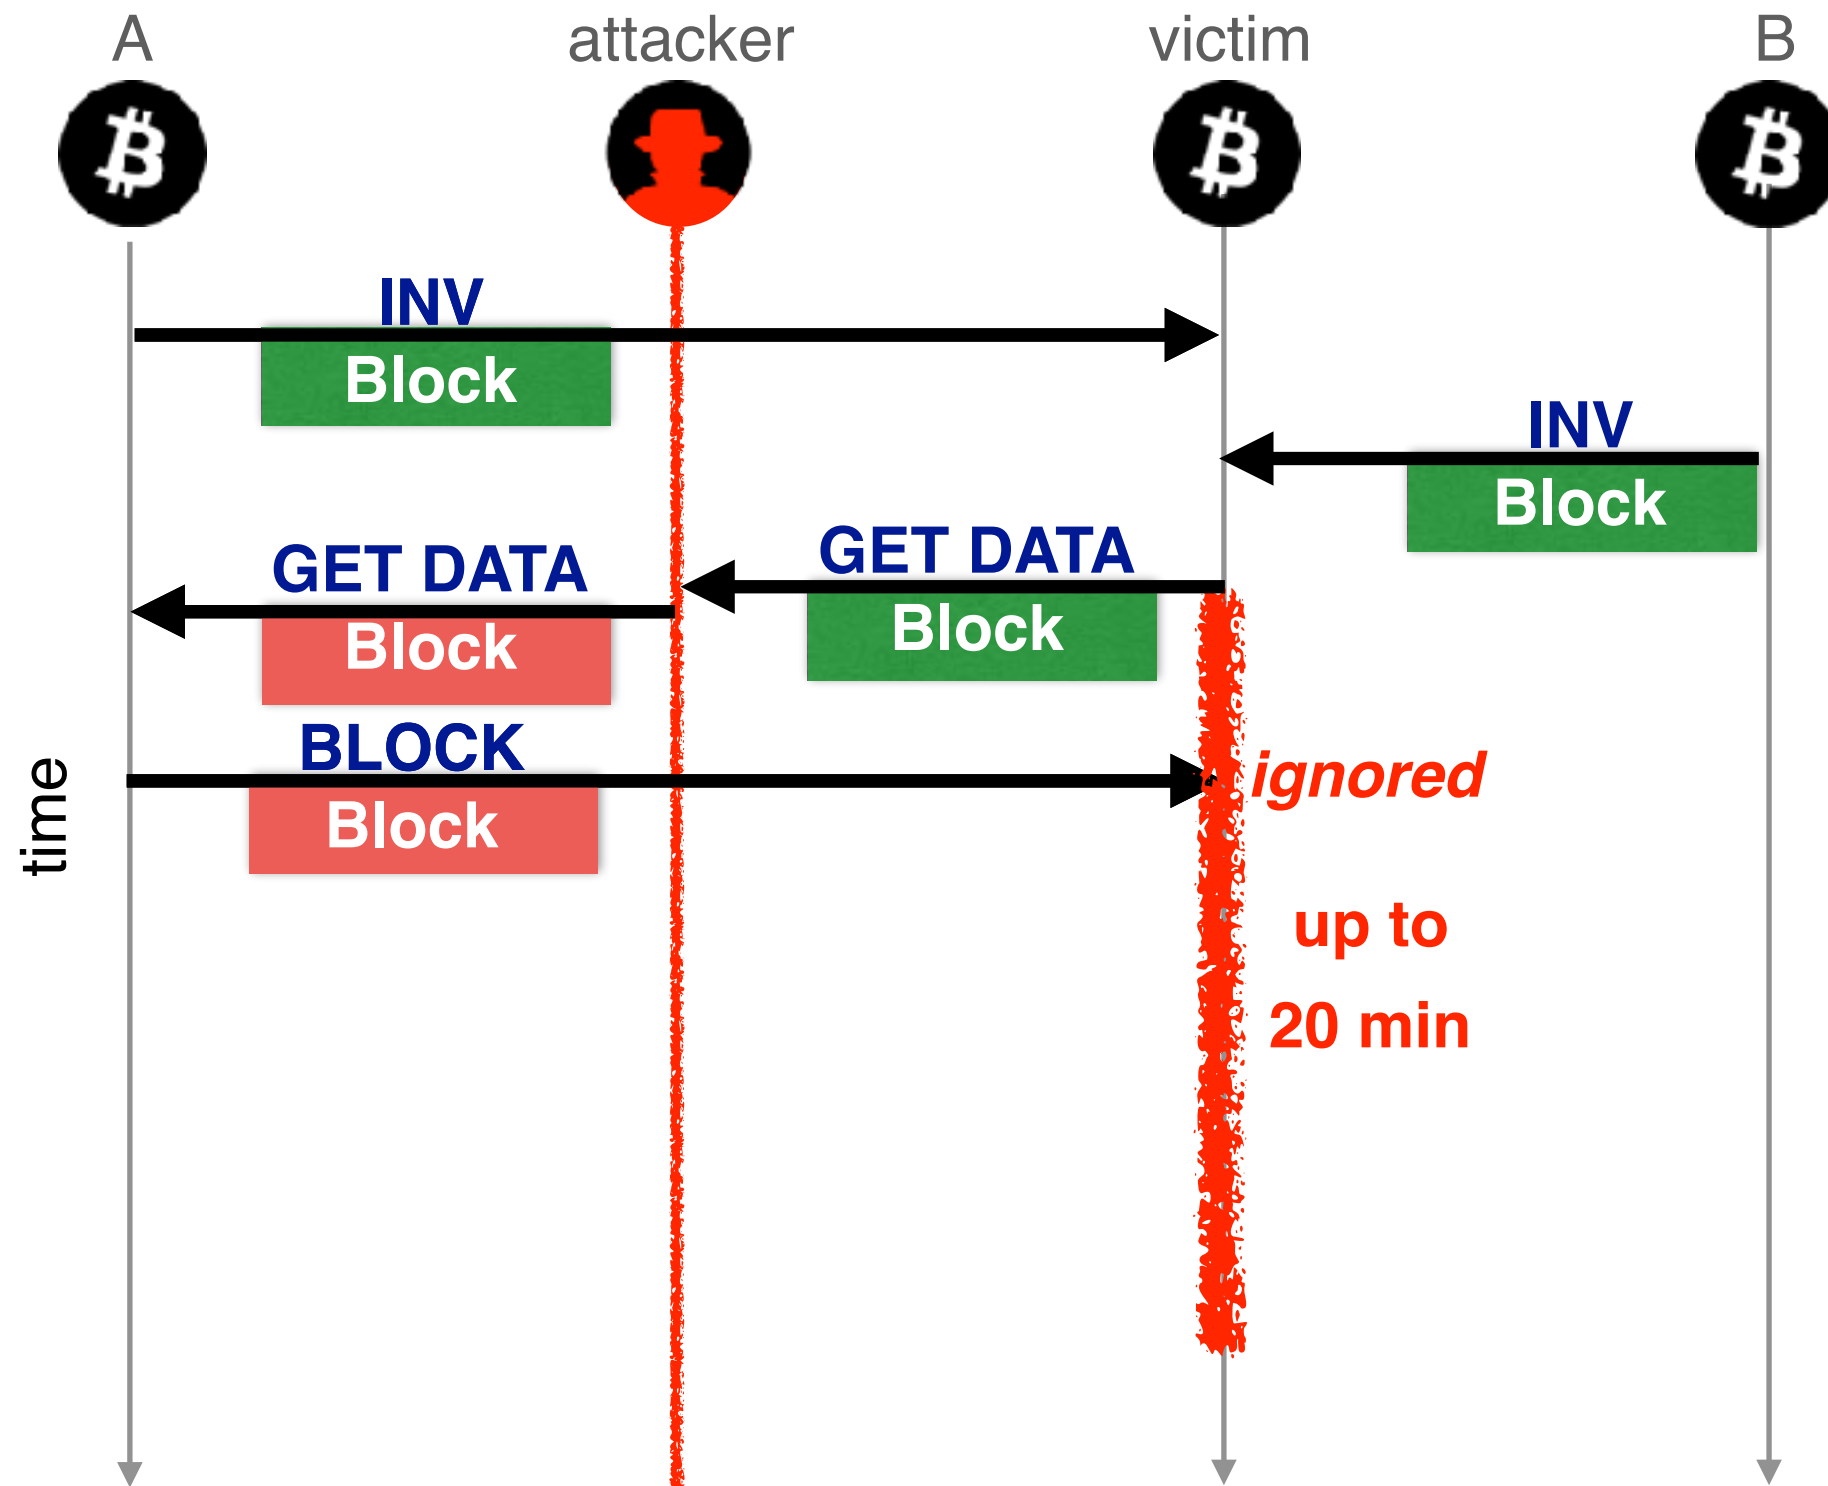 A
attacker
victim
B
INV
Block
INV
Block
GET DATA
Block
GET DATA
Block
BLOCK
Block
ignored
up to
20 min
time